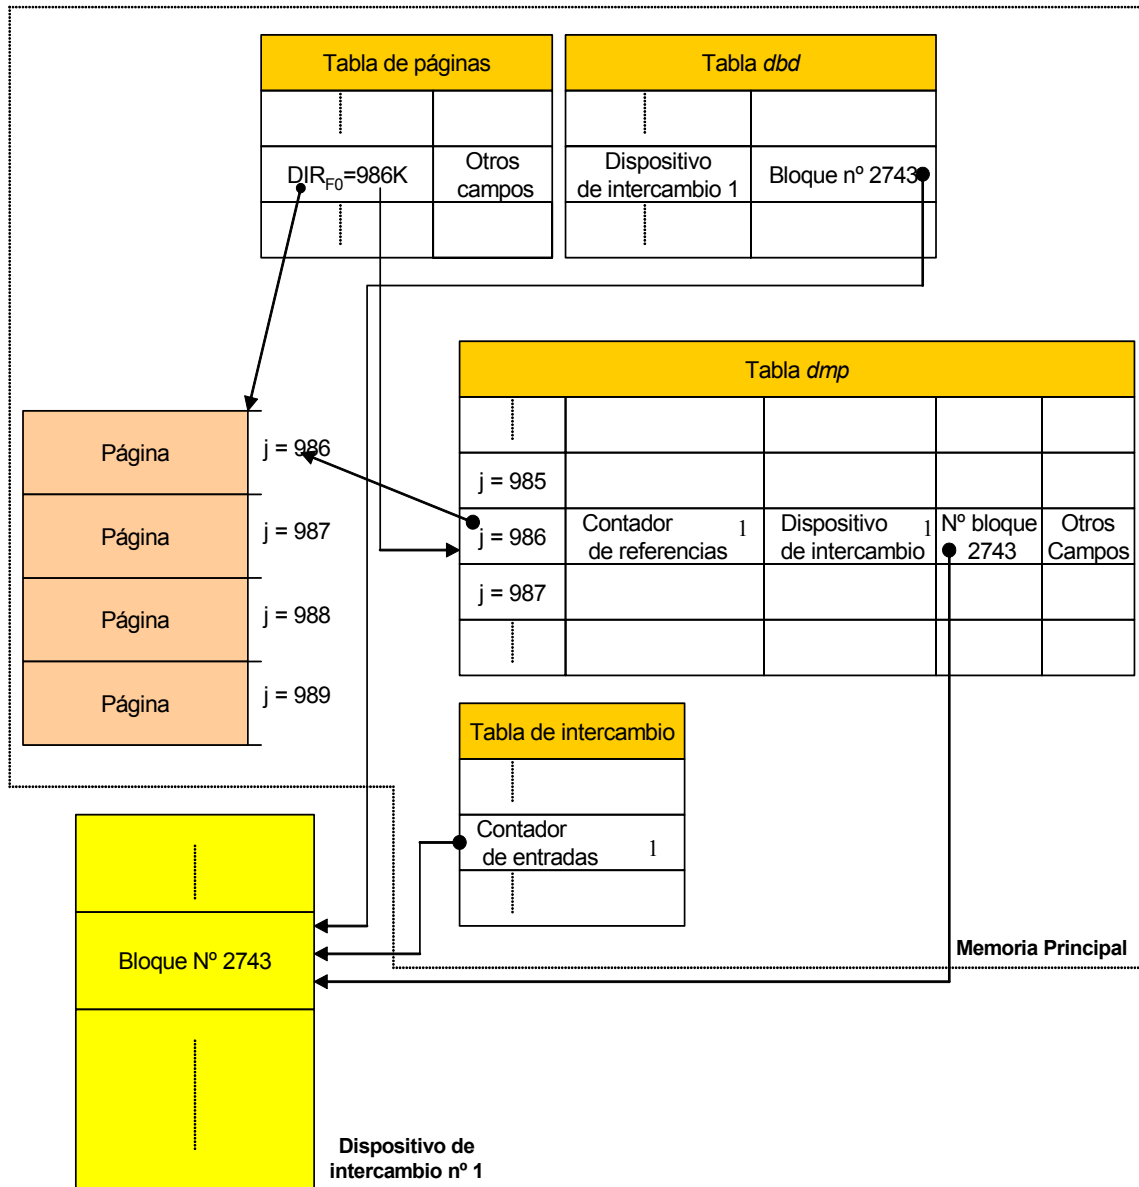 Tabla de páginas
Tabla dbd
DIRF0=986K
Otros
campos
Dispositivo
de intercambio 1
Bloque nº 2743
Tabla dmp
Página
j = 986
Página
j = 987
Página
j = 988
Página
j = 989
j = 985
j = 986
Contador
de referencias
1
Dispositivo
de intercambio
1
Nº bloque
2743
Otros
Campos
j = 987
Tabla de intercambio
Contador
de entradas
1
Memoria Principal
Bloque Nº 2743
Dispositivo de
intercambio nº 1